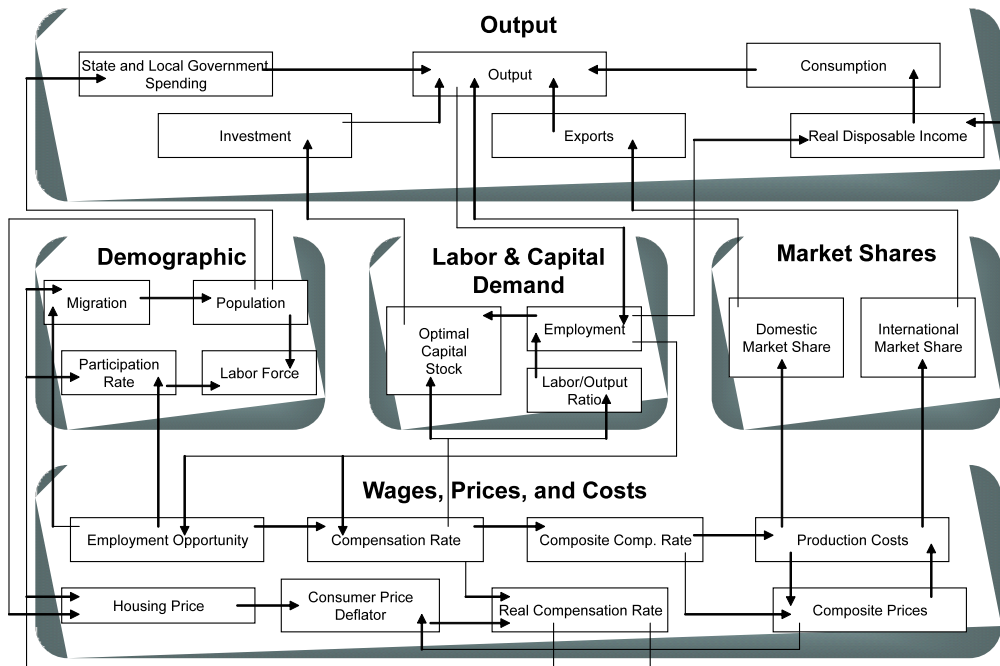 Output
State and Local Government
Spending
Output
Consumption
Investment
Exports
Real Disposable Income
Demographic
Migration
Population
Participation
Rate
Labor Force
Labor & Capital
Demand
Optimal
Capital
Stock
Employment
Labor/Output
Ratio
Market Shares
Domestic
Market Share
International
Market Share
Wages, Prices, and Costs
Employment Opportunity
Compensation Rate
Composite Comp. Rate
Production Costs
Housing Price
Consumer Price
Deflator
Real Compensation Rate
Composite Prices